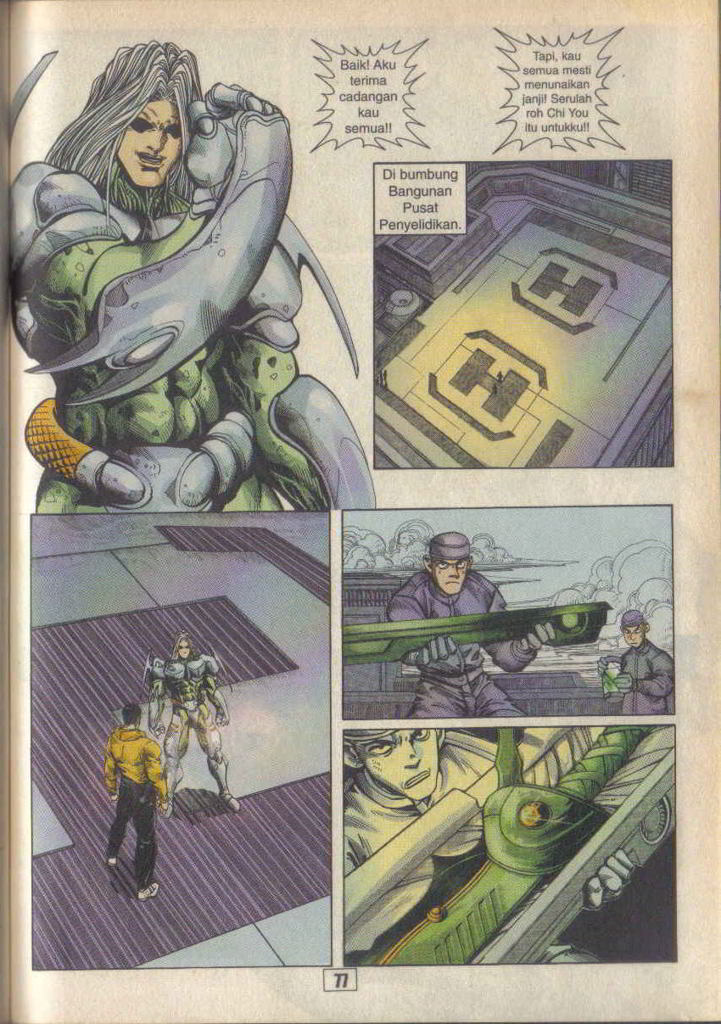 Baik! Aku
terima
cadangan
kau
semua!!
Tapi, kau
semua mesti
menunaikan
janji! Serulah
roh Chi You
itu untukku!!
Di bumbung
Bangunan
Pusat
Penyelidikan.
H
H
77